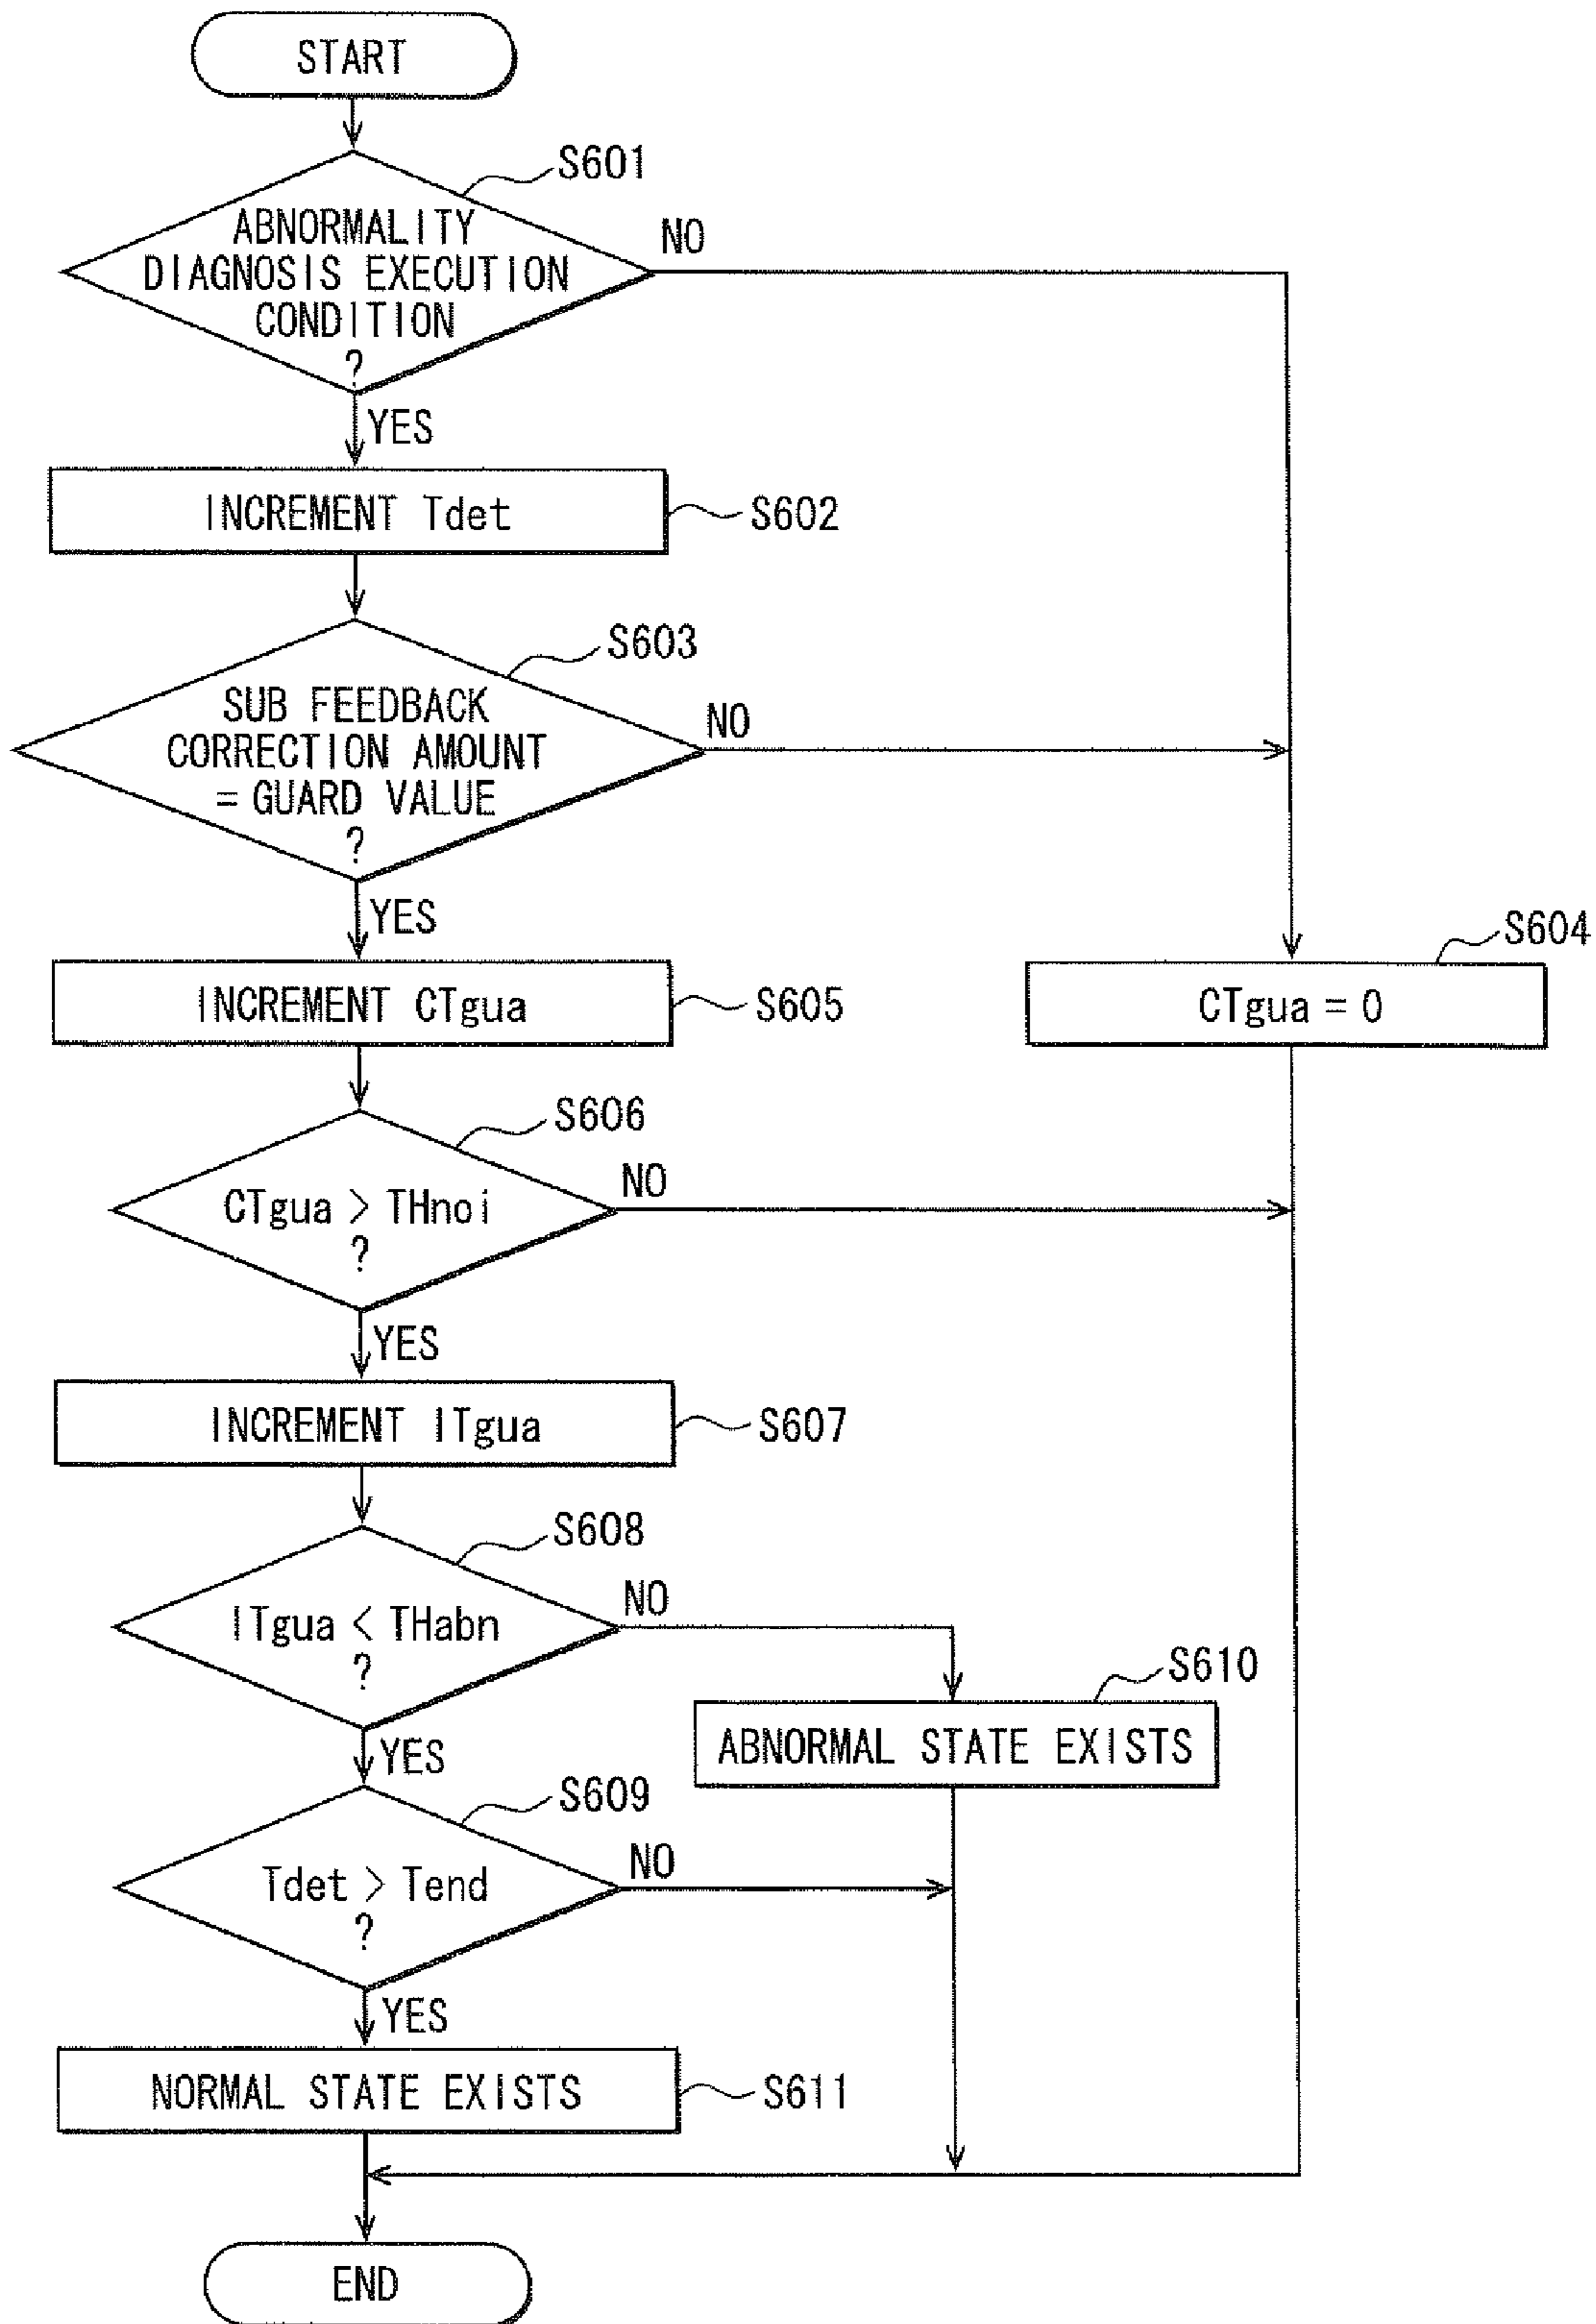 START
S601
ABNORMALITY
DIAGNOSIS EXECUTION
CONDITION
?
NO
YES
INCREMENT Tdet
S602
S603
SUB FEEDBACK
CORRECTION AMOUNT
= GUARD VALUE
?
NO
YES
S604
INCREMENT CTgua
S605
CTgua = 0
S606
CTgua > THnoi
?
NO
YES
INCREMENT ITgua
S607
S608
ITgua < THabn
?
NO
S610
ABNORMAL STATE EXISTS
YES
S609
Tdet > Tend
?
NO
YES
NORMAL STATE EXISTS
S611
END